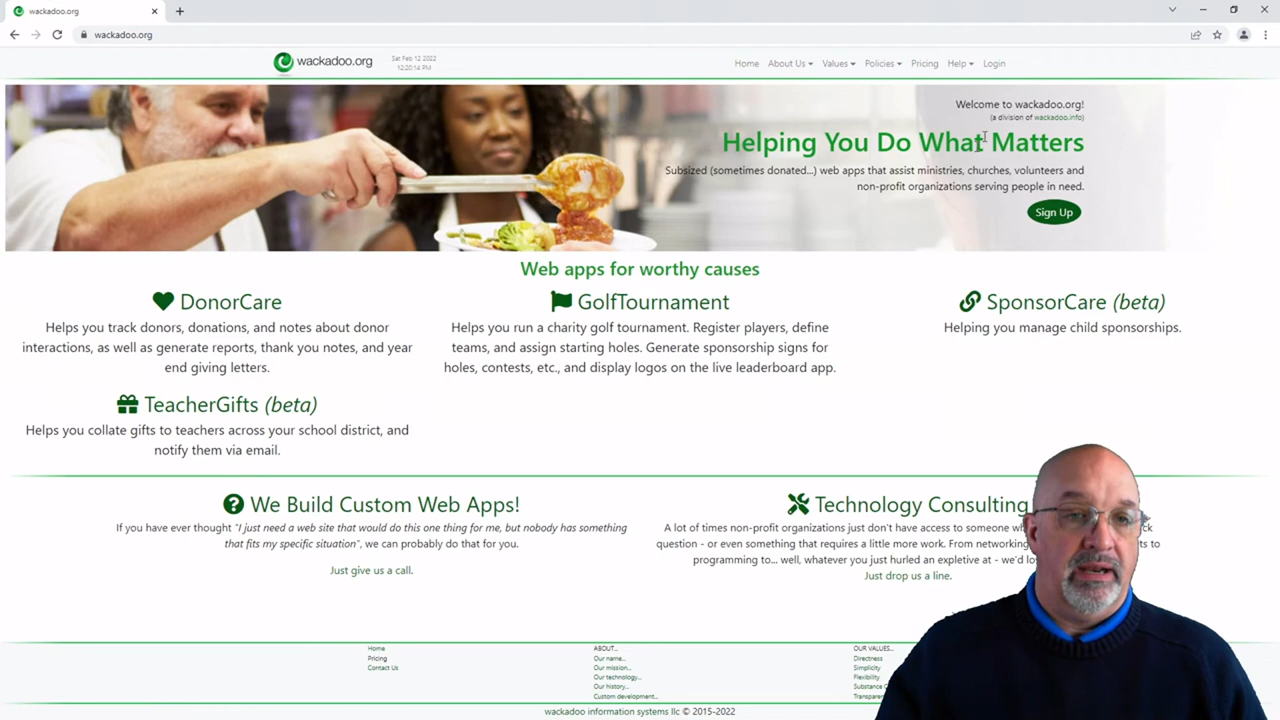 wackadoo.org
wackadoo.org
wackadoo.org
Sat Feb 12 2022
12:20:14 PM
Home About Us Values Policies Pricing Help Login
Welcome to wackadoo.org!
(a division of wackadoo.info)
Helping You Do What Matters
Subsized (sometimes donated...) web apps that assist ministries, churches, volunteers and
non-profit organizations serving people in need.
Sign Up
Web apps for worthy causes
DonorCare
Helps you track donors, donations, and notes about donor
interactions, as well as generate reports, thank you notes, and year
end giving letters.
GolfTournament
Helps you run a charity golf tournament. Register players, define
teams, and assign starting holes. Generate sponsorship signs for
holes, contests, etc., and display logos on the live leaderboard app.
SponsorCare (beta)
Helping you manage child sponsorships.
TeacherGifts (beta)
Helps you collate gifts to teachers across your school district, and
notify them via email.
We Build Custom Web Apps!
If you have ever thought "I just need a web site that would do this one thing for me, but nobody has something
that fits my specific situation", we can probably do that for you.
Just give us a call.
Technology Consulting
A lot of times non-profit organizations just don't have access to someone
question - or even something that requires a little more work. From networking to
programming to... well, whatever you just hurled an expletive at - we'd
Just drop us a line.
Home
Pricing
Contact Us
ABOUT...
Our name...
Our mission...
Our technology...
Our history...
Custom development...
OUR VALUES...
Directness
Simplicity
Flexibility
Substance
wackadoo information systems llc © 2015-2022